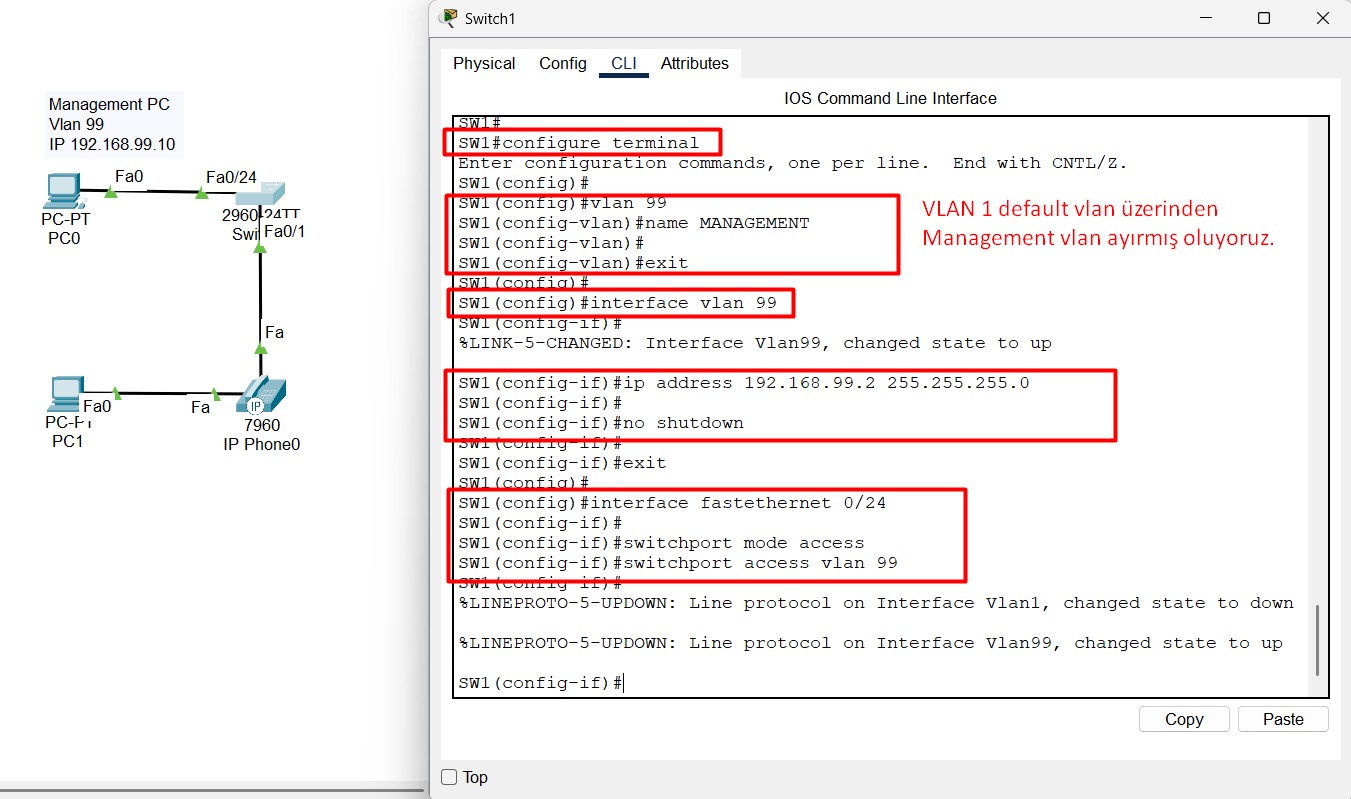 Management PC
Vlan 99
IP 192.168.99.10
Fa0
Fa0/24
PC-PT
PC0
2960-24TT
Swi
Fa0/1
Fa
Fa0
Fa
PC-PT
PC1
IP
7960
IP Phone0
Switch1
Physical
Config
CLI
Attributes
IOS Command Line Interface
SW1#
SW1#configure terminal
Enter configuration commands, one per line.  End with CNTL/Z.
SW1(config)#
SW1(config)#vlan 99
SW1(config-vlan)#name MANAGEMENT
SW1(config-vlan)#
SW1(config-vlan)#exit
SW1(config)#
SW1(config)#interface vlan 99
SW1(config-if)#
%LINK-5-CHANGED: Interface Vlan99, changed state to up
SW1(config-if)#ip address 192.168.99.2 255.255.255.0
SW1(config-if)#
SW1(config-if)#no shutdown
SW1(config-if)#
SW1(config-if)#exit
SW1(config)#
SW1(config)#interface fastethernet 0/24
SW1(config-if)#
SW1(config-if)#switchport mode access
SW1(config-if)#switchport access vlan 99
SW1(config-if)#
%LINEPROTO-5-UPDOWN: Line protocol on Interface Vlan1, changed state to down
%LINEPROTO-5-UPDOWN: Line protocol on Interface Vlan99, changed state to up
SW1(config-if)#
VLAN 1 default vlan üzerinden
Management vlan ayırmış oluyoruz.
Copy
Paste
Top